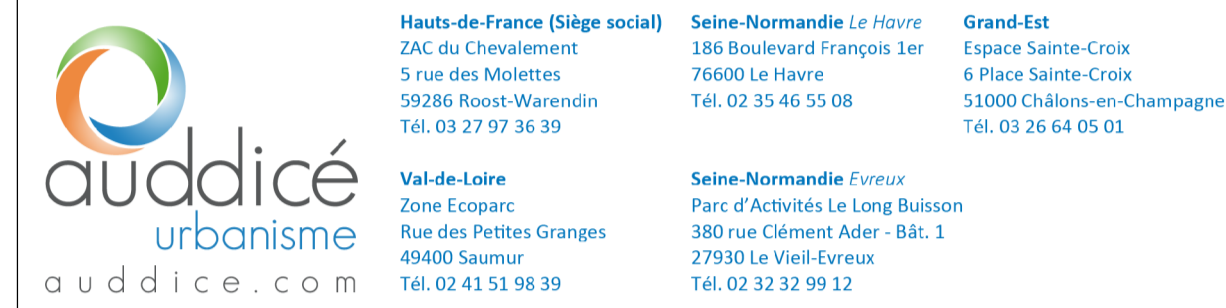 auddicé
urbanisme
auddice.com
Hauts-de-France (Siège social)
ZAC du Chevalement
5 rue des Molettes
59286 Roost-Warendin
Tél. 03 27 97 36 39
Seine-Normandie Le Havre
186 Boulevard François 1er
76600 Le Havre
Tél. 02 35 46 55 08
Grand-Est
Espace Sainte-Croix
6 Place Sainte-Croix
51000 Châlons-en-Champagne
Tél. 03 26 64 05 01
Val-de-Loire
Zone Ecoparc
Rue des Petites Granges
49400 Saumur
Tél. 02 41 51 98 39
Seine-Normandie Evreux
Parc d’Activités Le Long Buisson
380 rue Clément Ader - Bât. 1
27930 Le Vieil-Evreux
Tél. 02 32 32 99 12